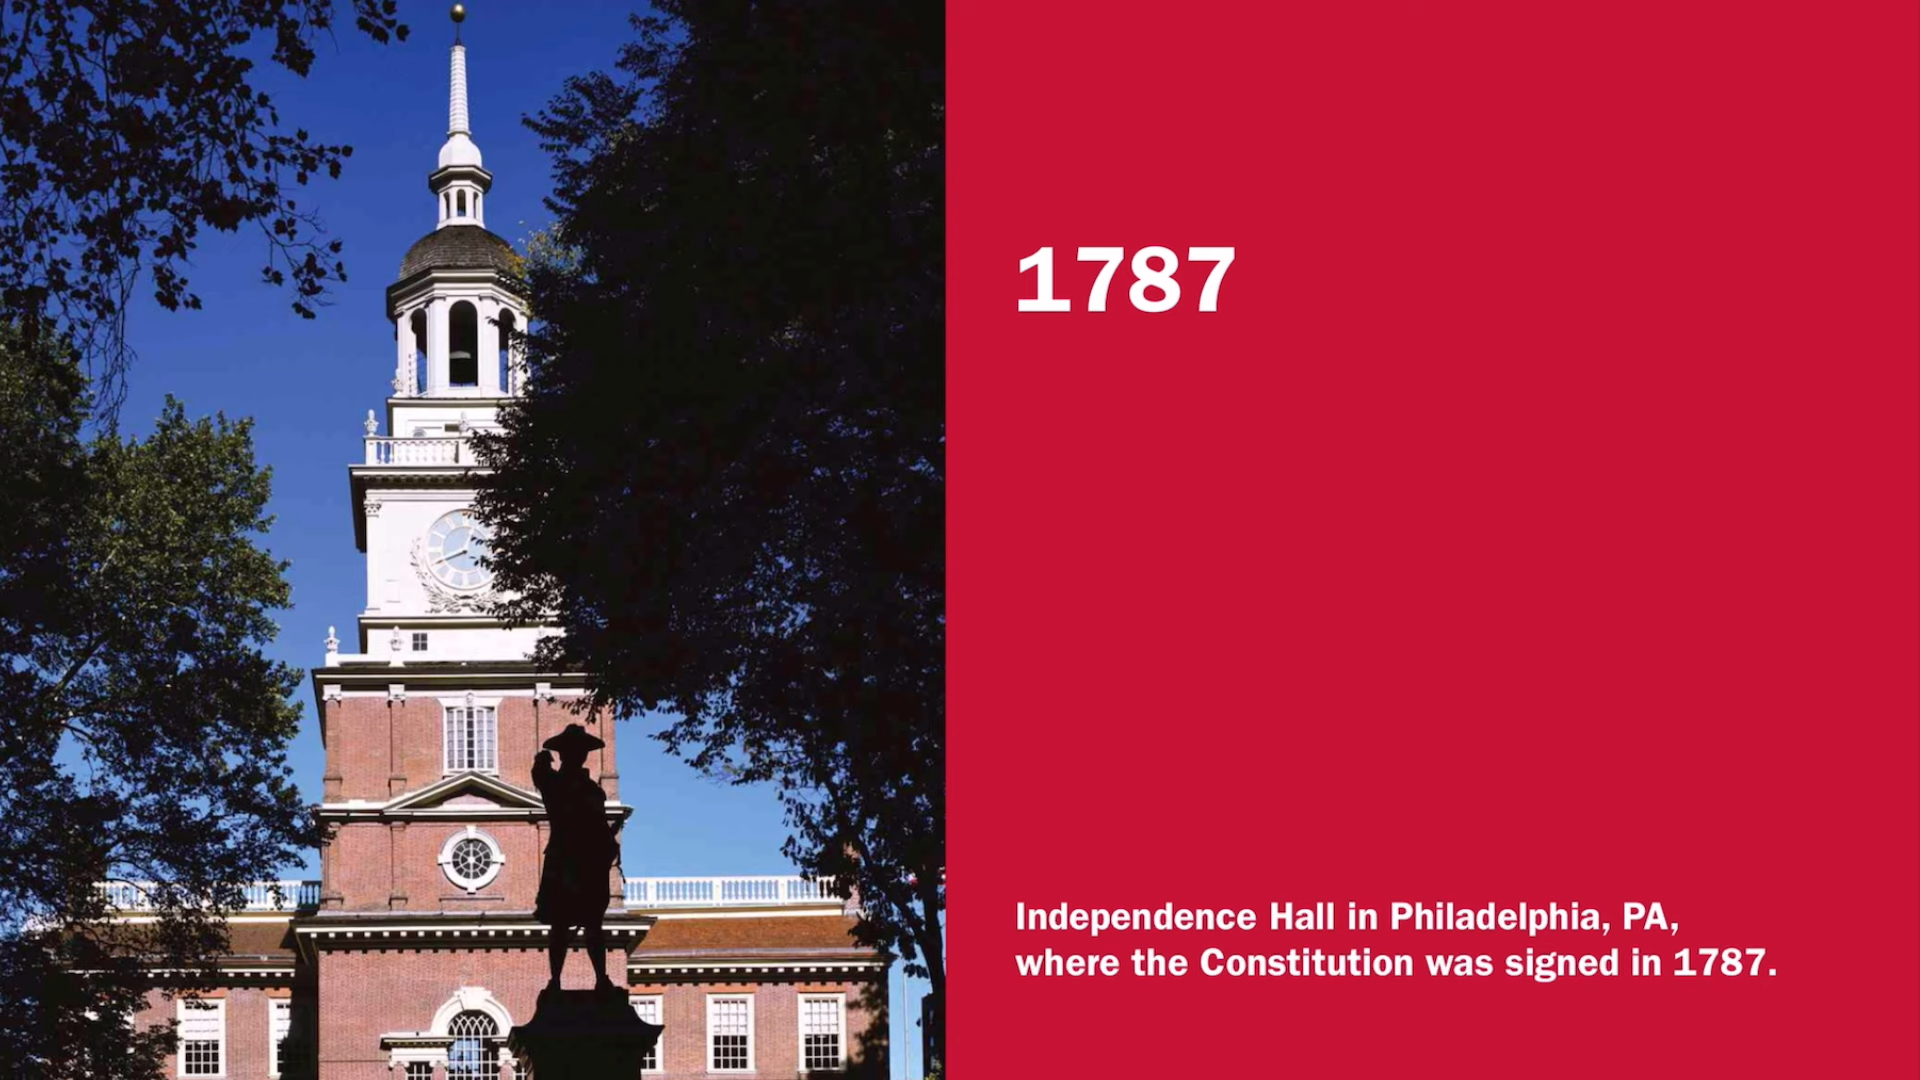 1787
Independence Hall in Philadelphia, PA,
where the Constitution was signed in 1787.